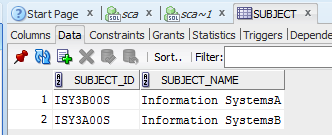 Start Page sca sca~1 SUBJECT
Columns Data Constraints Grants Statistics Triggers Depende
Sort.. Filter:
SUBJECT_ID SUBJECT_NAME
1 ISY3B00S Information SystemsA
2 ISY3A00S Information SystemsB